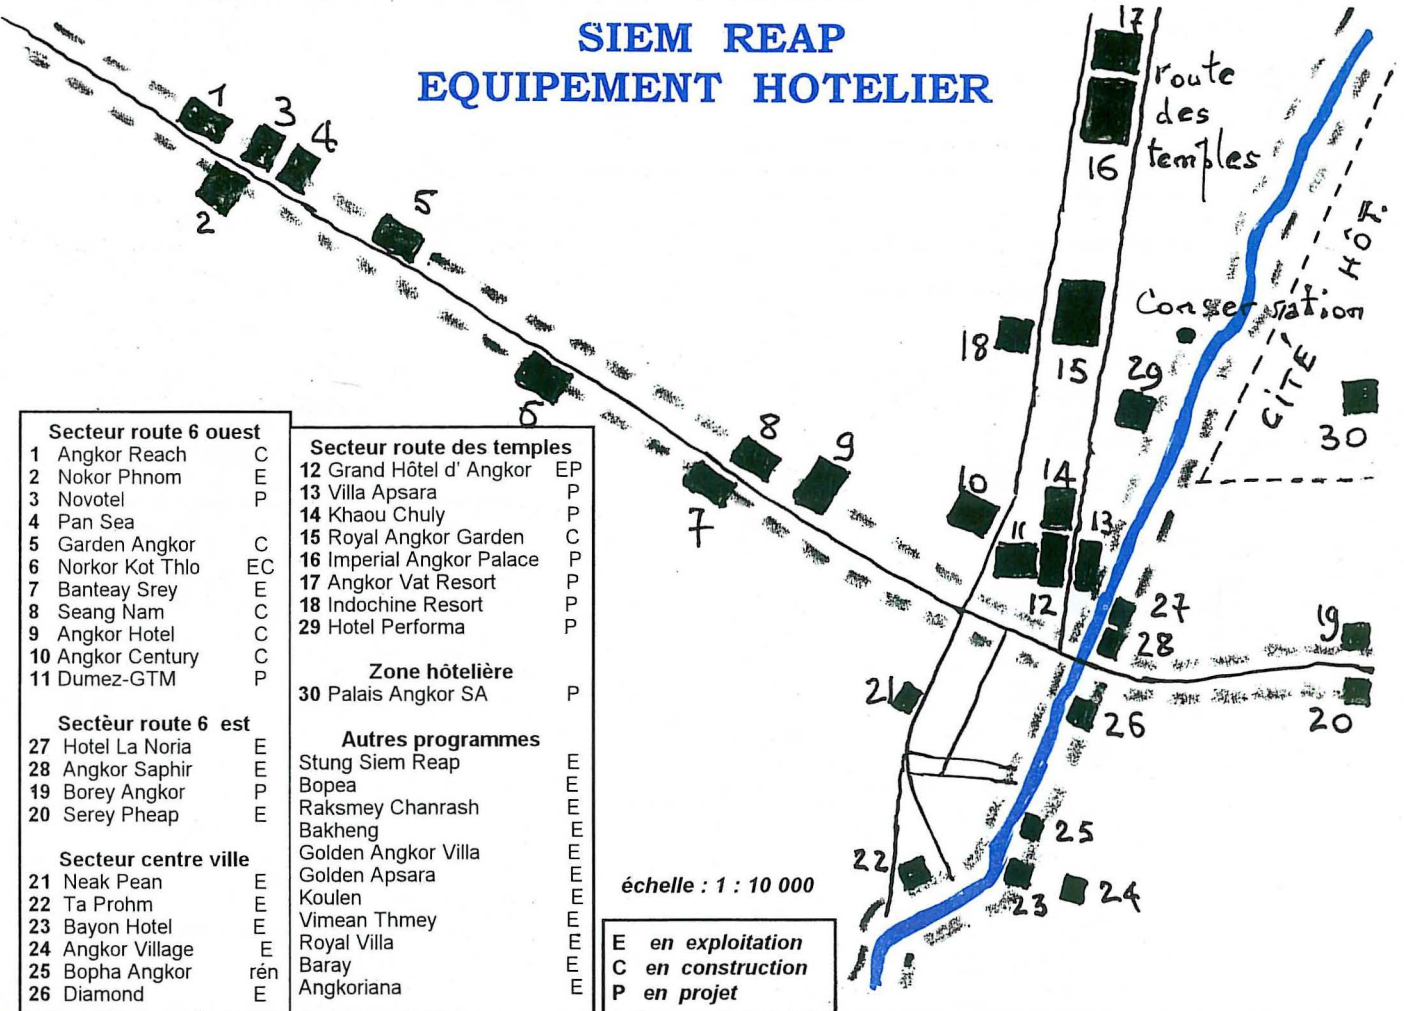 SIEM REAP
EQUIPEMENT HOTELIER
17
route
des
temples
16
1
3
4
2
5
6
18
15
Conservation
29
CITÉ HÔT.
30
8
9
7
10
14
11
13
12
27
28
19
20
21
26
25
22
23
24
Secteur route 6 ouest
1 Angkor Reach C
2 Nokor Phnom E
3 Novotel P
4 Pan Sea
5 Garden Angkor C
6 Norkor Kot Thlo EC
7 Banteay Srey E
8 Seang Nam C
9 Angkor Hotel C
10 Angkor Century C
11 Dumez-GTM P
Sectèur route 6 est
27 Hotel La Noria E
28 Angkor Saphir E
19 Borey Angkor P
20 Serey Pheap E
Secteur centre ville
21 Neak Pean E
22 Ta Prohm E
23 Bayon Hotel E
24 Angkor Village E
25 Bopha Angkor rén
26 Diamond E
Secteur route des temples
12 Grand Hôtel d' Angkor EP
13 Villa Apsara P
14 Khaou Chuly P
15 Royal Angkor Garden C
16 Imperial Angkor Palace P
17 Angkor Vat Resort P
18 Indochine Resort P
29 Hotel Performa P
Zone hôtelière
30 Palais Angkor SA P
Autres programmes
Stung Siem Reap E
Bopea E
Raksmey Chanrash E
Bakheng E
Golden Angkor Villa E
Golden Apsara E
Koulen E
Vimean Thmey E
Royal Villa E
Baray E
Angkoriana E
échelle : 1 : 10 000
E en exploitation
C en construction
P en projet